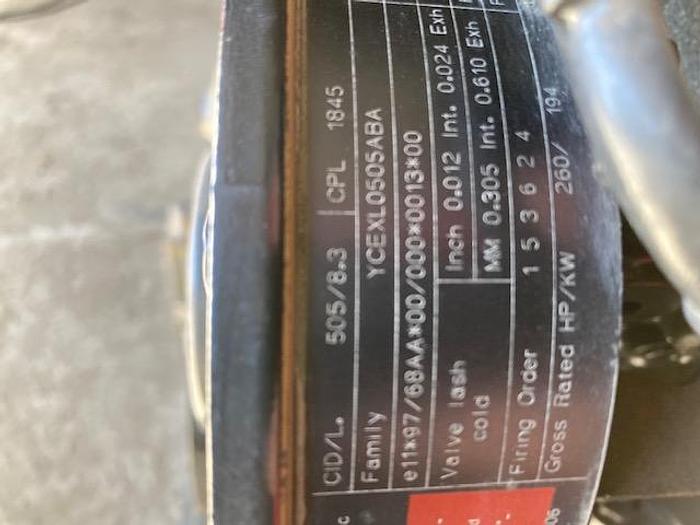 CID/L. 505/8.3 CPL 1845
Family YCEXL0505ABA
e11*97/68AA*00/000*0013*00
Valve lash cold Inch 0.012 Int. 0.024 Exh
MM 0.305 Int. 0.610 Exh
Firing Order 1 5 3 6 2 4
Gross Rated HP/KW 260/ 194